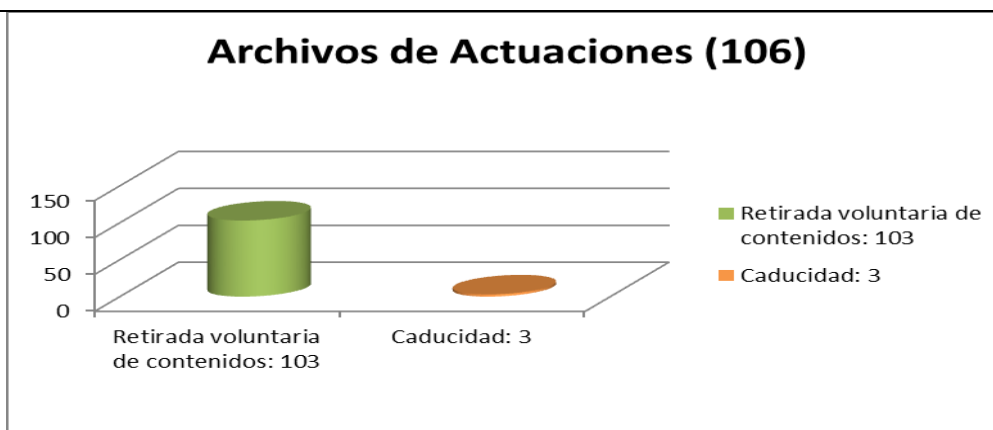 Archivos de Actuaciones (106)
150
100
50
0
Retirada voluntaria
de contenidos: 103
Caducidad: 3
Retirada voluntaria de
contenidos: 103
Caducidad: 3